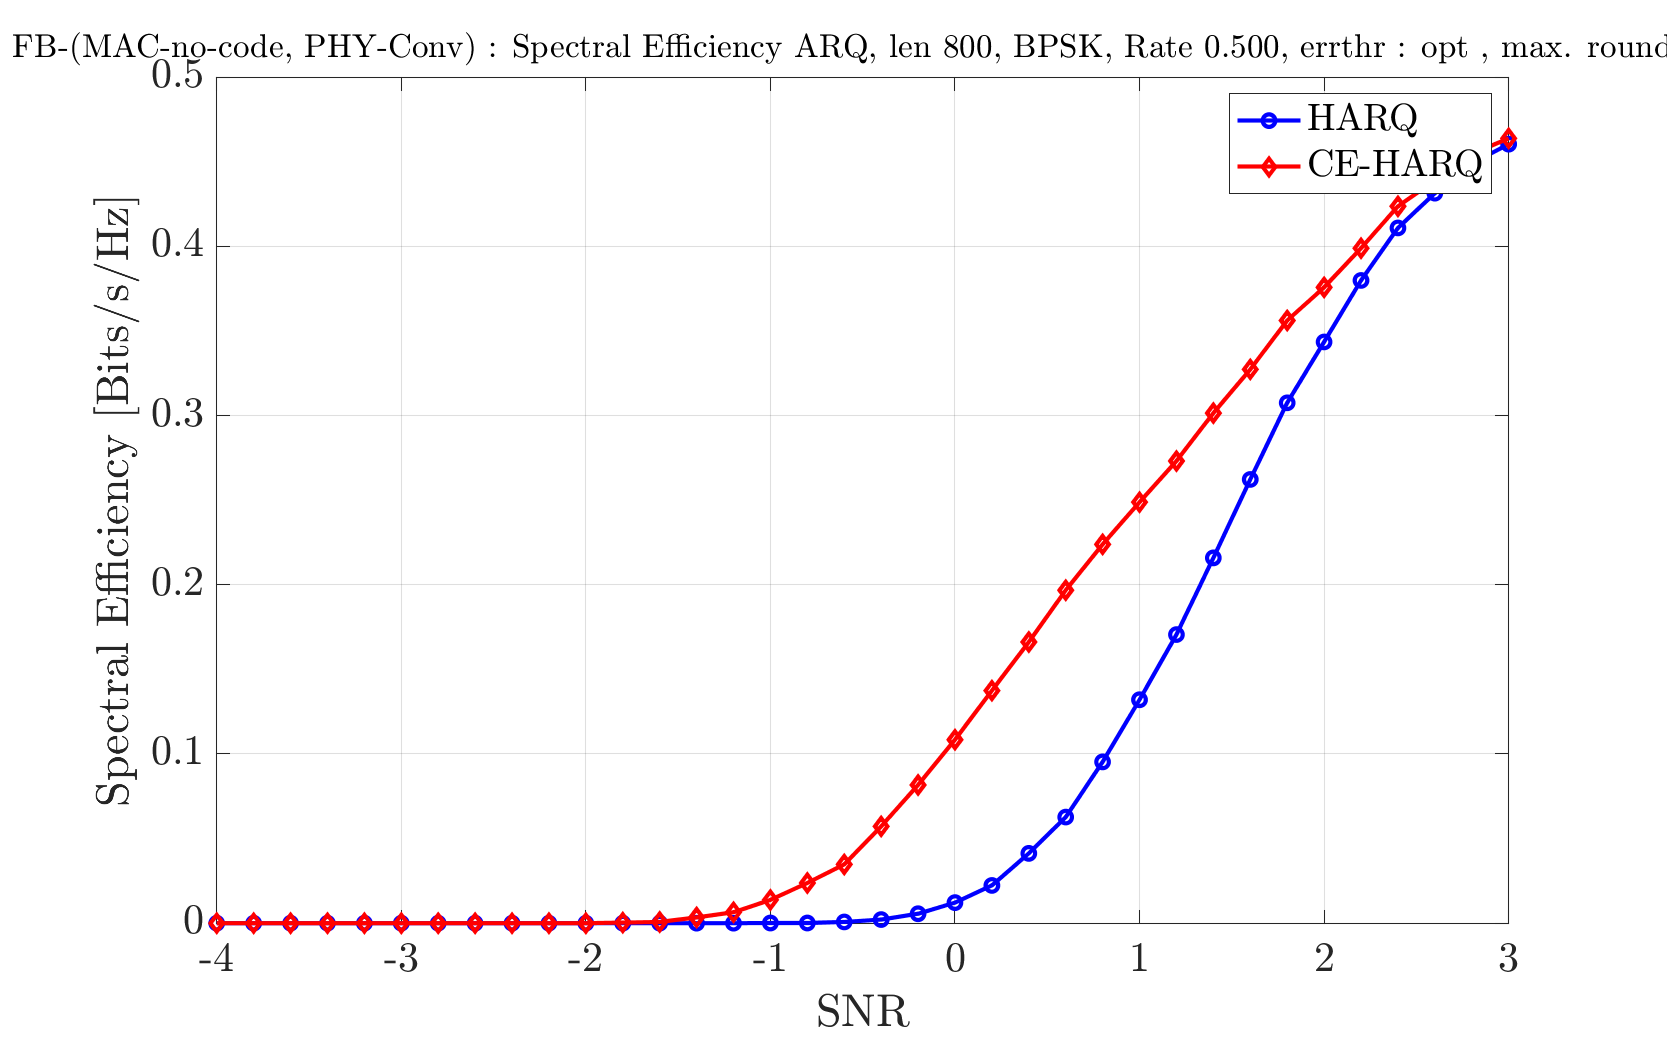 FB-(MAC-no-code, PHY-Conv) : Spectral Efficiency ARQ, len 800, BPSK, Rate 0.500, errthr : opt , max. round
HARQ
CE-HARQ
Spectral Efficiency [Bits/s/Hz]
0.5
0.4
0.3
0.2
0.1
0
-4 -3 -2 -1 0 1 2 3
SNR